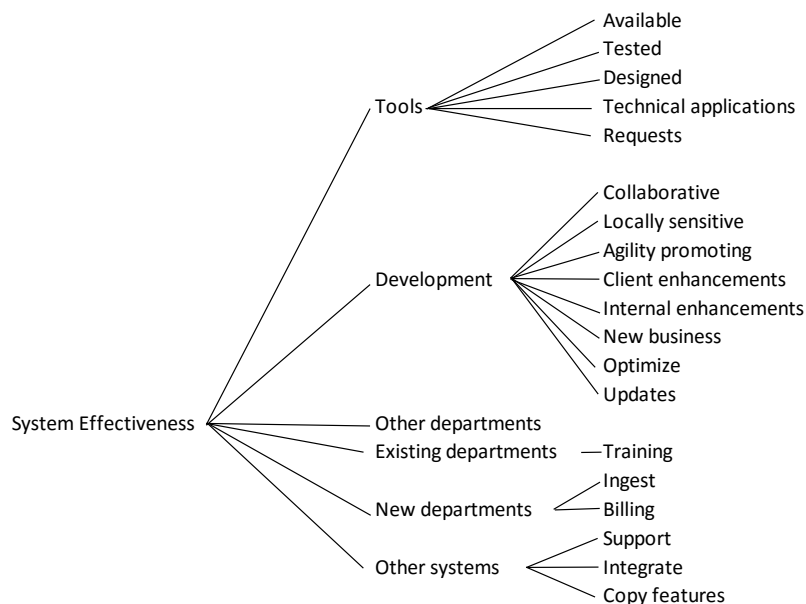 Available
Tested
Designed
Tools
Technical applications
Requests
Collaborative
Locally sensitive
Agility promoting
Development
Client enhancements
Internal enhancements
New business
Optimize
Updates
System Effectiveness
Other departments
Existing departments
Training
Ingest
New departments
Billing
Support
Other systems
Integrate
Copy features